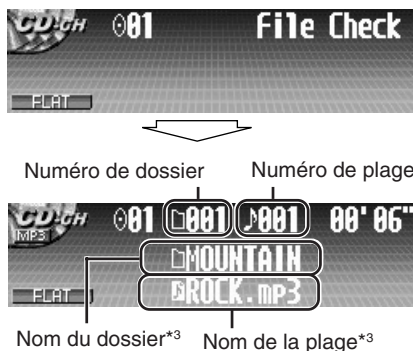 CD-CH 01 File Check
FLAT
Numéro de dossier Numéro de plage
CD-CH 01 001 001 00'06"
MP3
MOUNTAIN
FLAT ROCK.mp3
Nom du dossier*3 Nom de la plage*3